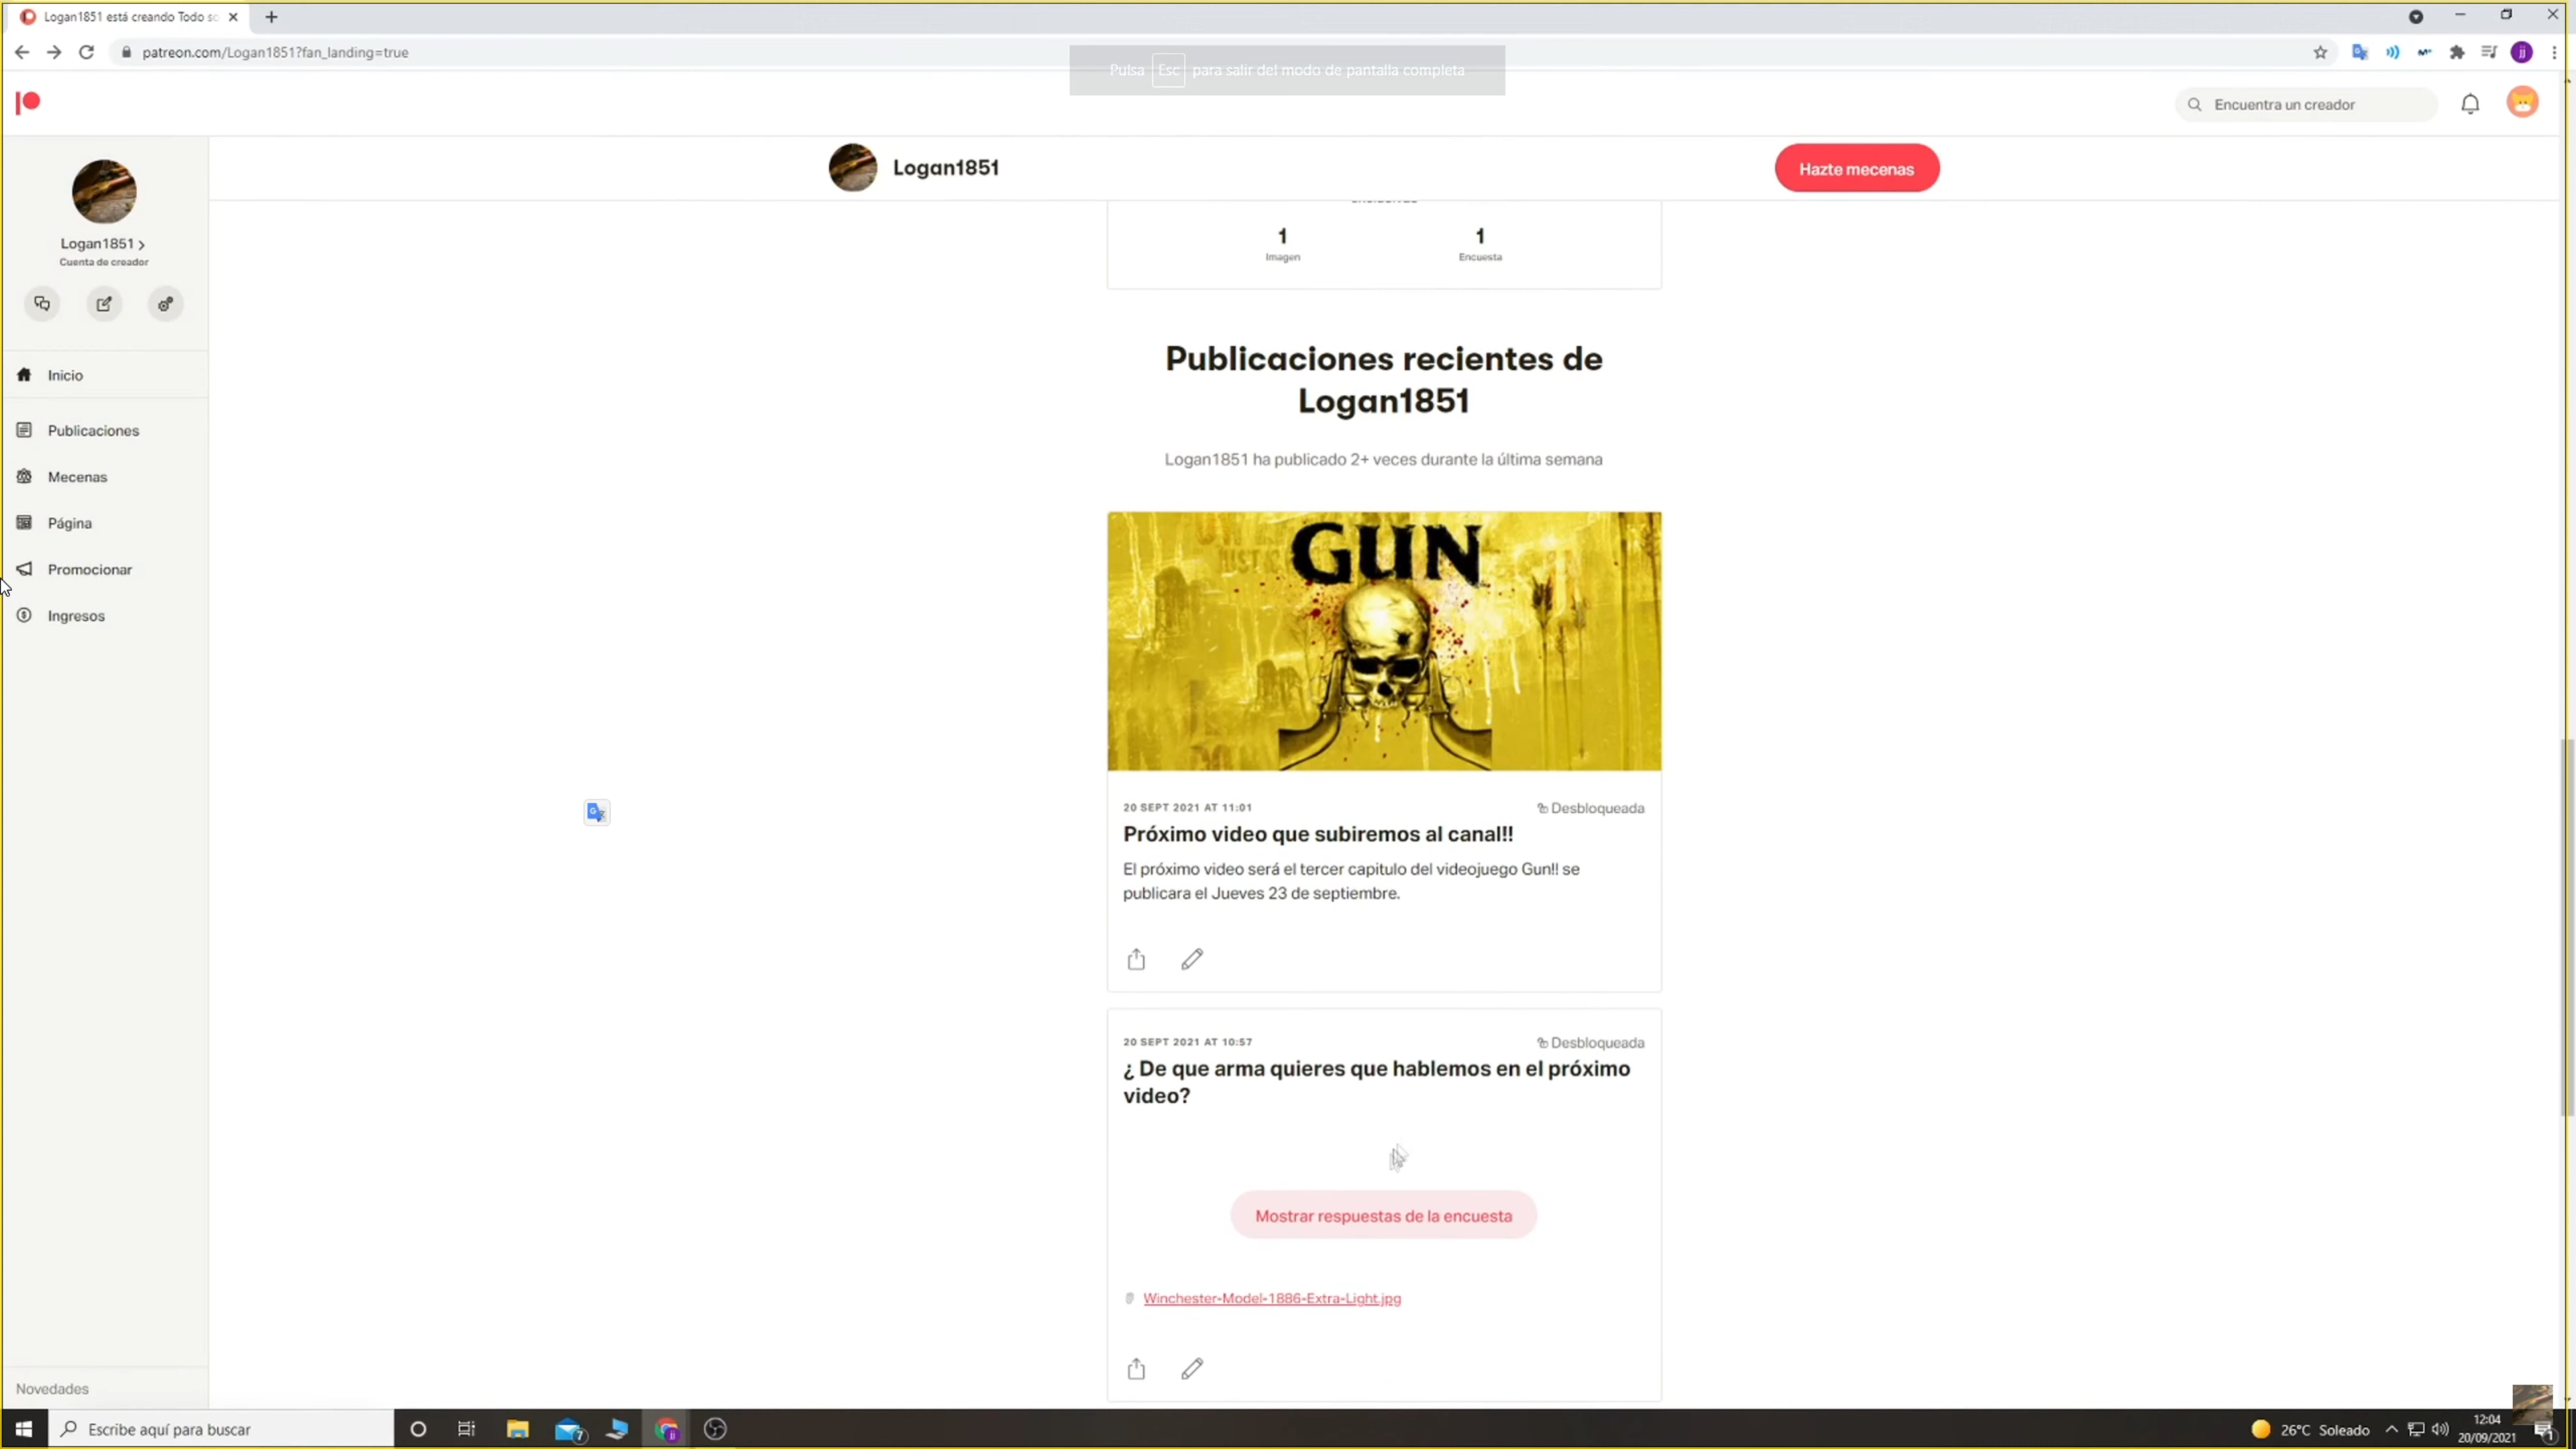 Logan1851 está creando Todo so
patreon.com/Logan1851?fan_landing=true
Pulsa Esc para salir del modo de pantalla completa
jj
Encuentra un creador
Logan1851
Hazte mecenas
Logan1851
Cuenta de creador
Inicio
Publicaciones
Mecenas
Página
Promocionar
Ingresos
Novedades
1
Imagen
1
Encuesta
Publicaciones recientes de
Logan1851
Logan1851 ha publicado 2+ veces durante la última semana
GUN
20 SEPT 2021 AT 11:01
Desbloqueada
Próximo video que subiremos al canal!!
El próximo video será el tercer capitulo del videojuego Gun!! se
publicara el Jueves 23 de septiembre.
20 SEPT 2021 AT 10:57
Desbloqueada
¿ De que arma quieres que hablemos en el próximo
video?
Mostrar respuestas de la encuesta
Winchester-Model-1886-Extra-Light.jpg
Escribe aquí para buscar
7
26°C Soleado
12:04
20/09/2021
1